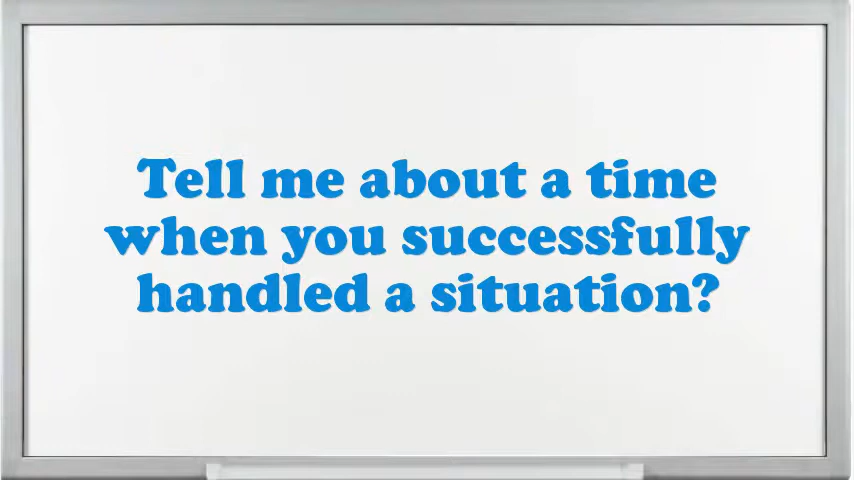 Tell me about a time
when you successfully
handled a situation?